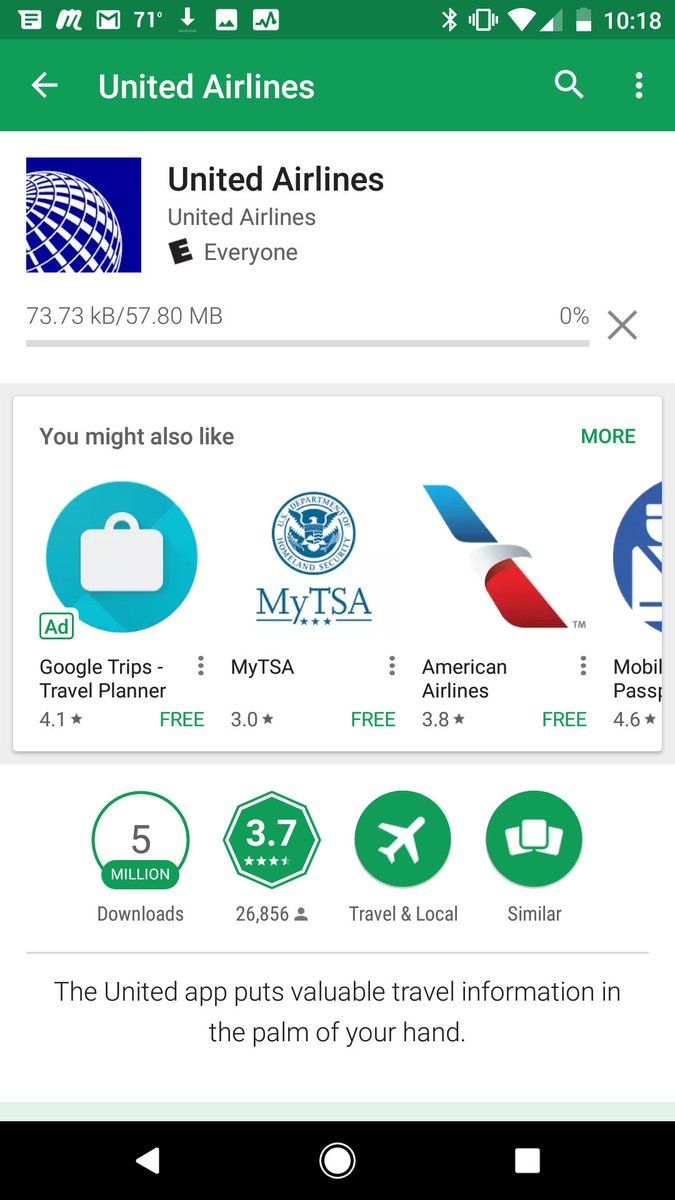 71°
10:18
United Airlines
United Airlines
United Airlines
E Everyone
73.73 kB/57.80 MB 0%
You might also like MORE
U.S. DEPARTMENT OF
HOMELAND SECURITY
MyTSA
TM
Ad
Google Trips -
Travel Planner
4.1 ★ FREE
MyTSA
3.0 ★ FREE
American
Airlines
3.8 ★ FREE
Mobil
Passp
4.6 ★
5
MILLION
Downloads
3.7
26,856
Travel & Local
Similar
The United app puts valuable travel information in
the palm of your hand.